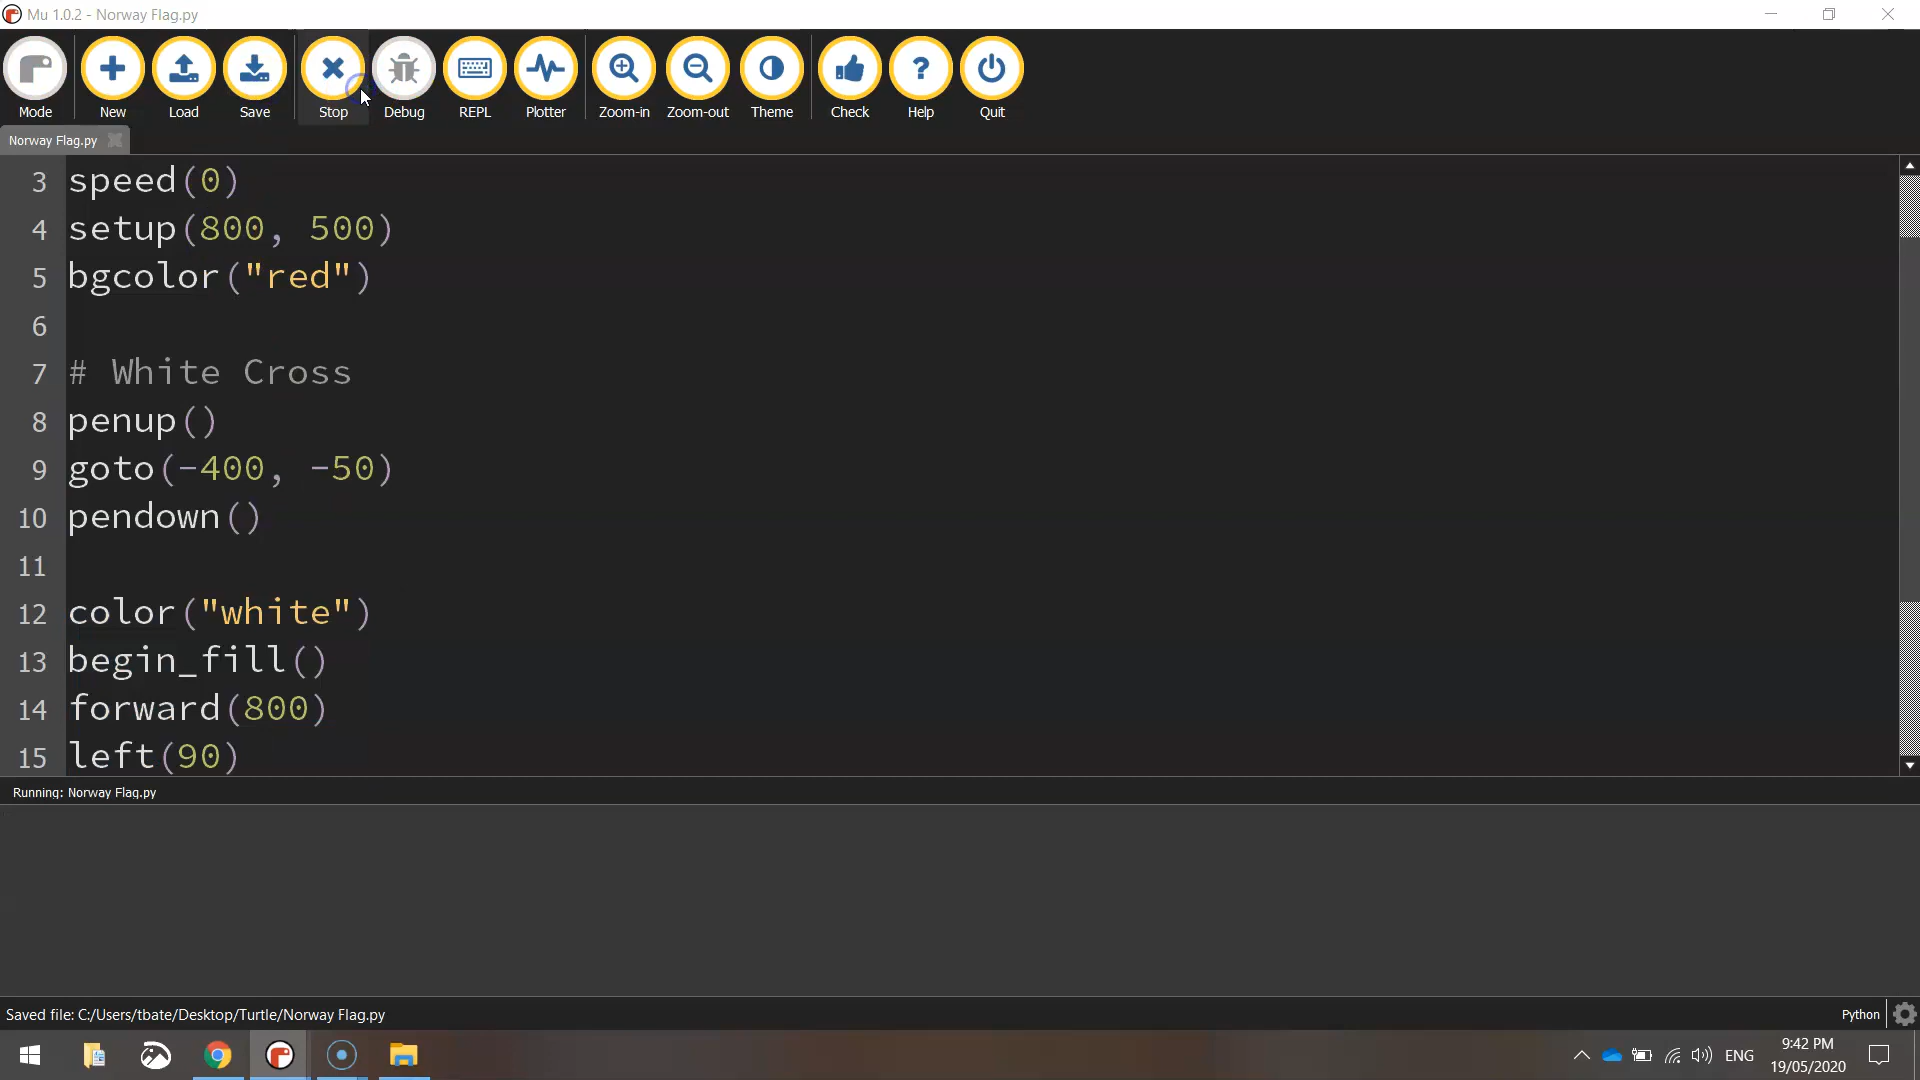 Mu 1.0.2 - Norway Flag.py
Mode New Load Save Stop Debug REPL Plotter Zoom-in Zoom-out Theme Check Help Quit
Norway Flag.py
3 speed(0)
4 setup(800, 500)
5 bgcolor("red")
6
7 # White Cross
8 penup()
9 goto(-400, -50)
10 pendown()
11
12 color("white")
13 begin_fill()
14 forward(800)
15 left(90)
Running: Norway Flag.py
Saved file: C:/Users/tbate/Desktop/Turtle/Norway Flag.py
Python
ENG
9:42 PM
19/05/2020